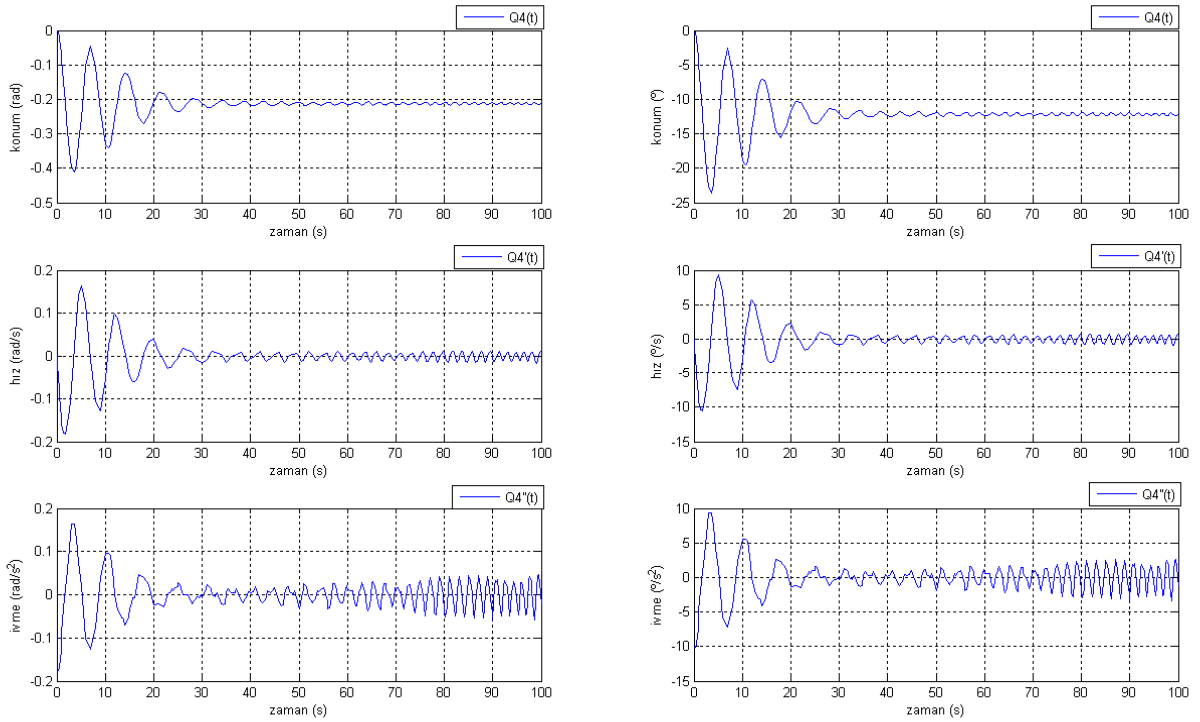 Q4(t)
0
-0.1
-0.2
-0.3
-0.4
-0.5
konum (rad)
0 10 20 30 40 50 60 70 80 90 100
zaman (s)
Q4(t)
0
-5
-10
-15
-20
-25
konum (º)
0 10 20 30 40 50 60 70 80 90 100
zaman (s)
Q4'(t)
0.2
0.1
0
-0.1
-0.2
hız (rad/s)
0 10 20 30 40 50 60 70 80 90 100
zaman (s)
Q4'(t)
10
5
0
-5
-10
-15
hız (º/s)
0 10 20 30 40 50 60 70 80 90 100
zaman (s)
Q4''(t)
0.2
0.1
0
-0.1
-0.2
ivme (rad/s²)
0 10 20 30 40 50 60 70 80 90 100
zaman (s)
Q4''(t)
10
5
0
-5
-10
-15
ivme (º/s²)
0 10 20 30 40 50 60 70 80 90 100
zaman (s)